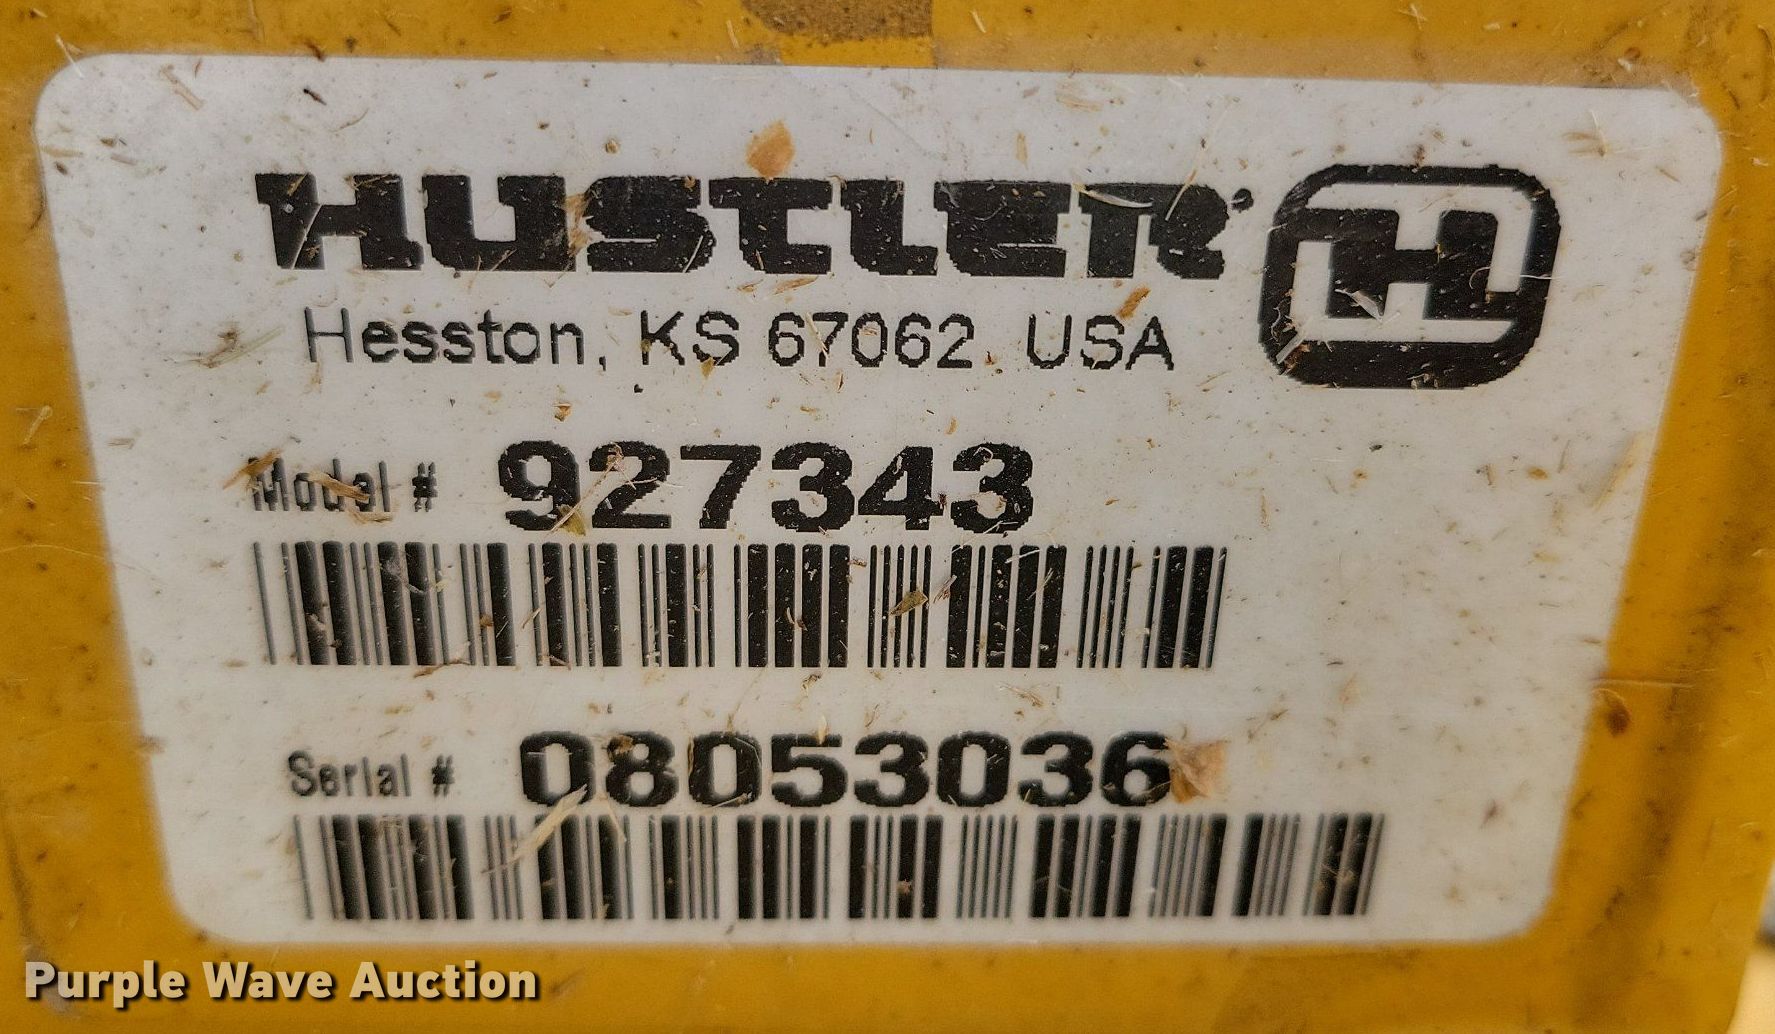 HUSTLER
H
Hesston, KS 67062 USA
Model # 927343
Serial # 08053036
Purple Wave Auction